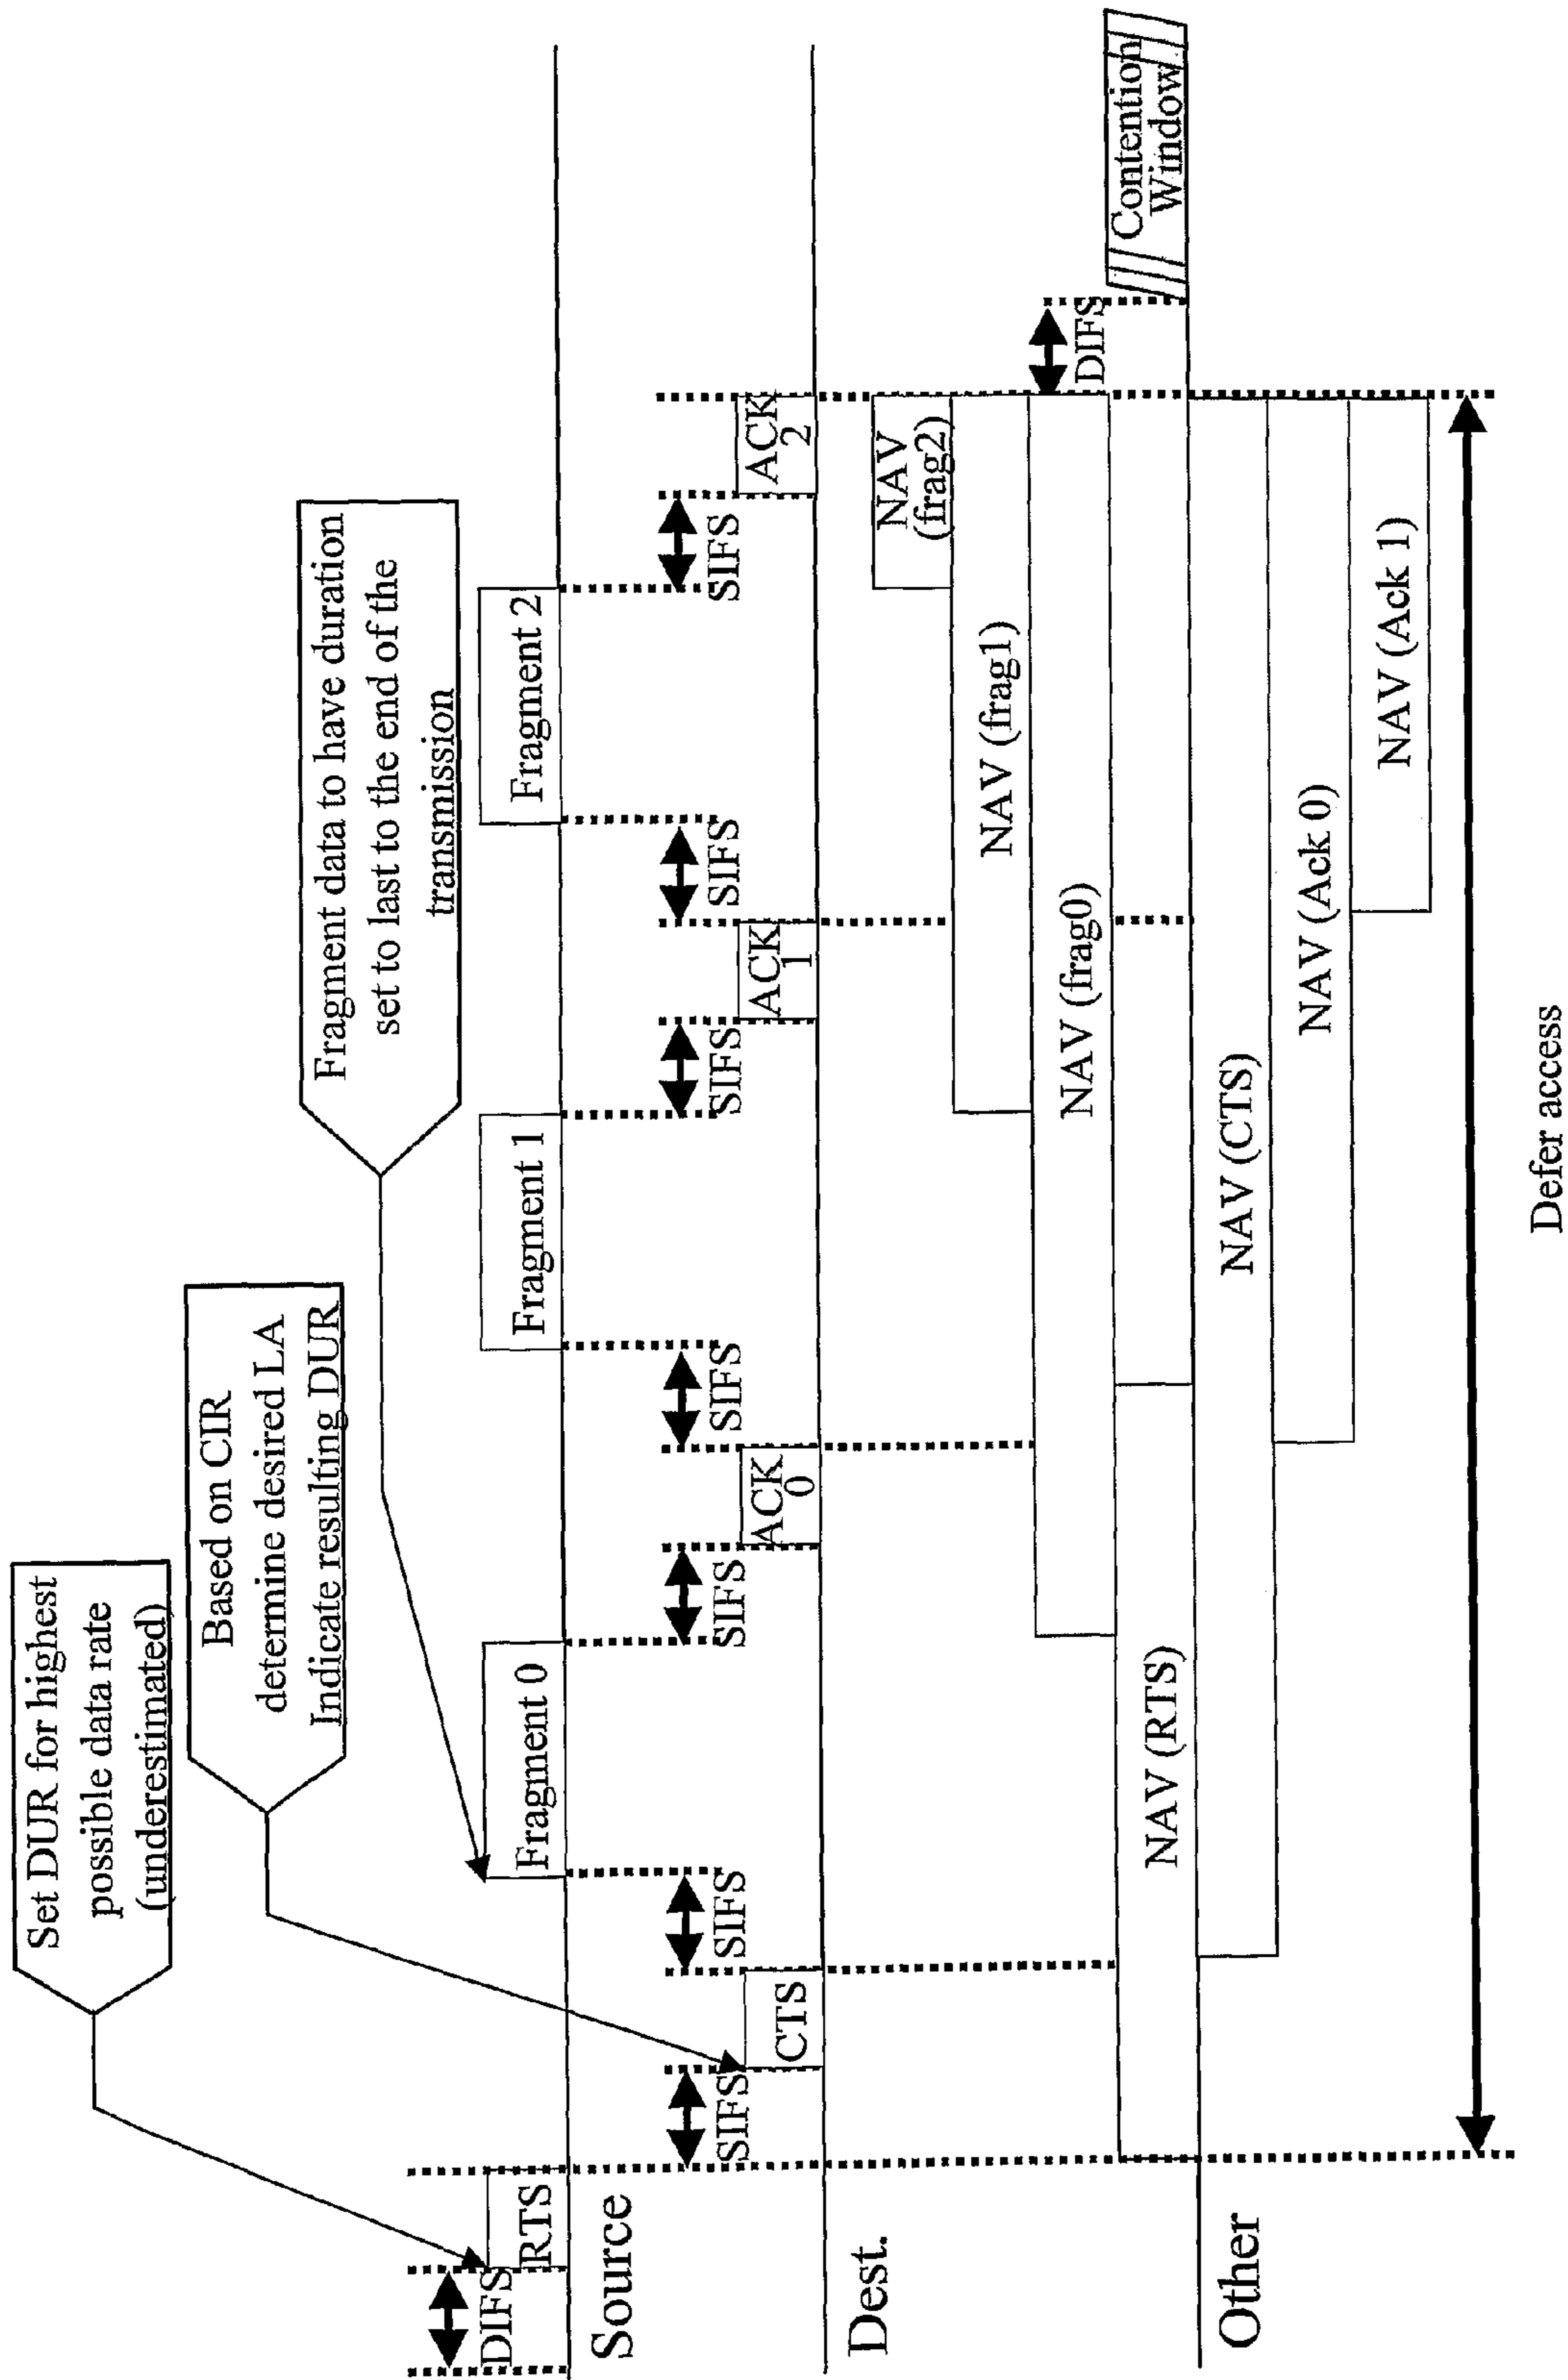 Set DUR for highest
possible data rate
(underestimated)
Based on CIR
determine desired LA
Indicate resulting DUR
Fragment data to have duration
set to last to the end of the
transmission
DIFS
RTS
Fragment 0
Fragment 1
Fragment 2
Source
SIFS
CTS
SIFS
SIFS
ACK
0
SIFS
SIFS
ACK
1
SIFS
SIFS
ACK
2
Dest.
NAV
(frag2)
NAV (frag1)
NAV (frag0)
DIFS
NAV (RTS)
Contention
Window
Other
NAV (CTS)
NAV (Ack 0)
NAV (Ack 1)
Defer access